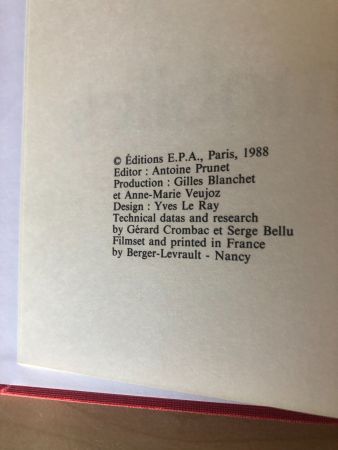 © Éditions E.P.A., Paris, 1988
Editor : Antoine Prunet
Production : Gilles Blanchet
et Anne-Marie Veujoz
Design : Yves Le Ray
Technical datas and research
by Gérard Crombac et Serge Bellu
Filmset and printed in France
by Berger-Levrault - Nancy